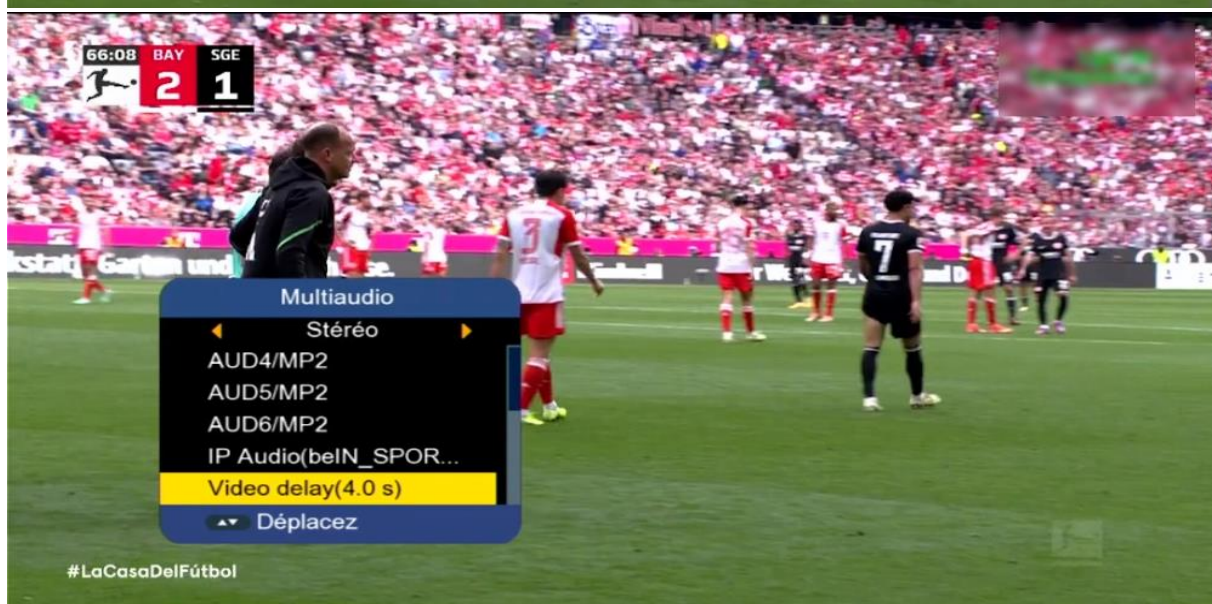 66:08 BAY SGE
2 1
3
7
Multiaudio
Stéréo
AUD4/MP2
AUD5/MP2
AUD6/MP2
IP Audio(beIN_SPOR...
Video delay(4.0 s)
Déplacez
#LaCasaDelFútbol